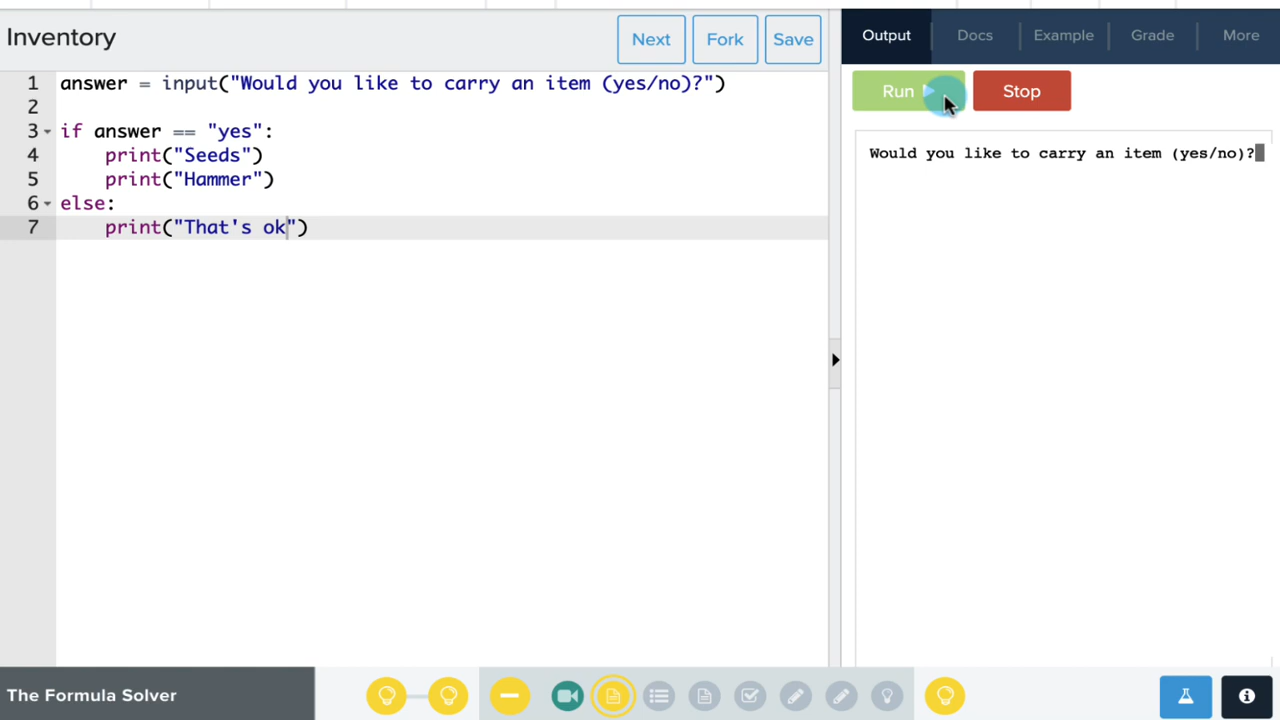 Inventory
Next
Fork
Save
Output
Docs
Example
Grade
More
Run
Stop
1 answer = input("Would you like to carry an item (yes/no)?")
2
3 if answer == "yes":
4     print("Seeds")
5     print("Hammer")
6 else:
7     print("That's ok")
Would you like to carry an item (yes/no)?
The Formula Solver